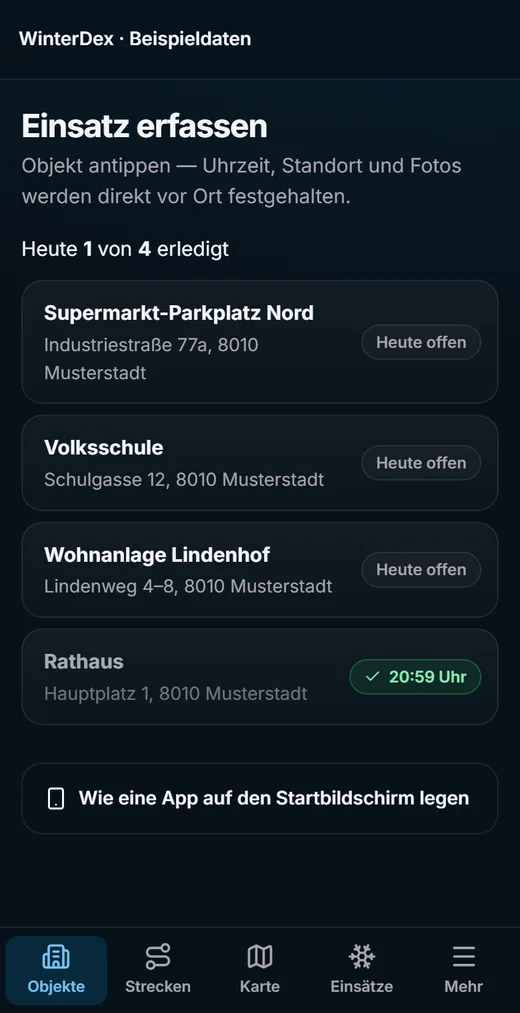 WinterDex · Beispieldaten
Einsatz erfassen
Objekt antippen — Uhrzeit, Standort und Fotos
werden direkt vor Ort festgehalten.
Heute 1 von 4 erledigt
Supermarkt-Parkplatz Nord
Industriestraße 77a, 8010
Musterstadt
Heute offen
Volksschule
Schulgasse 12, 8010 Musterstadt
Heute offen
Wohnanlage Lindenhof
Lindenweg 4–8, 8010 Musterstadt
Heute offen
Rathaus
Hauptplatz 1, 8010 Musterstadt
20:59 Uhr
Wie eine App auf den Startbildschirm legen
Objekte
Strecken
Karte
Einsätze
Mehr